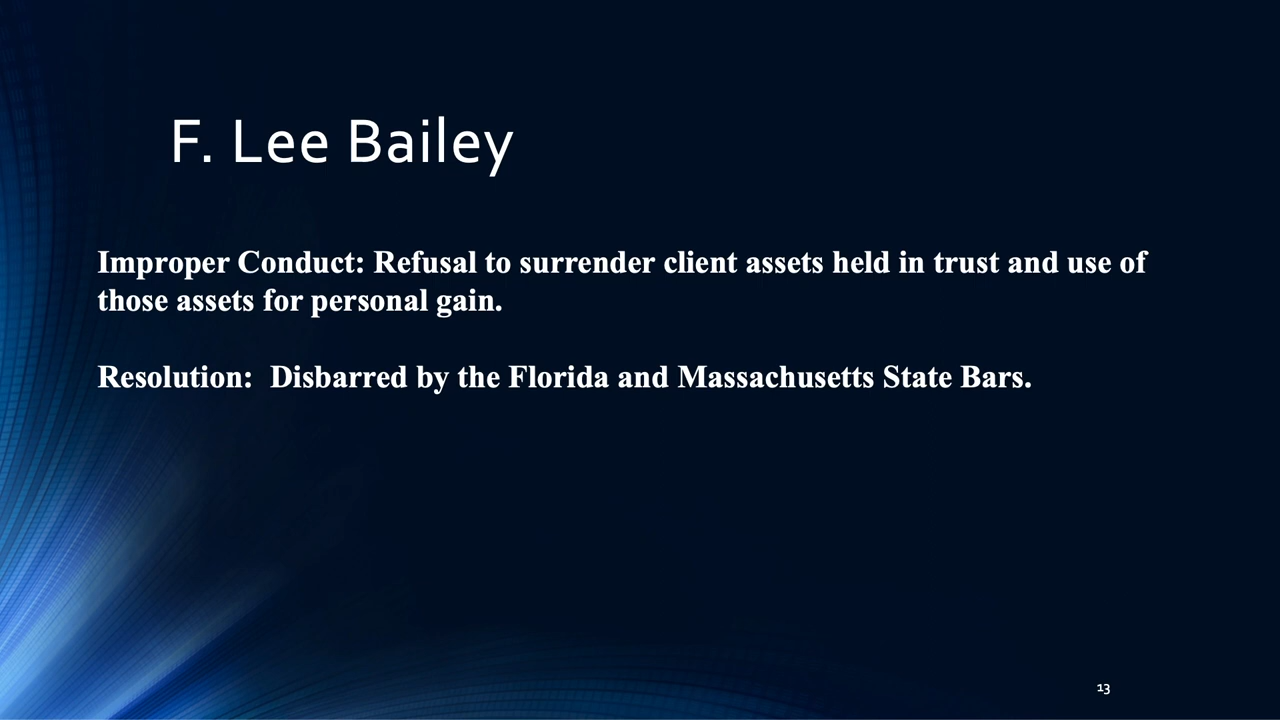 F. Lee Bailey
Improper Conduct: Refusal to surrender client assets held in trust and use of
those assets for personal gain.
Resolution:  Disbarred by the Florida and Massachusetts State Bars.
13